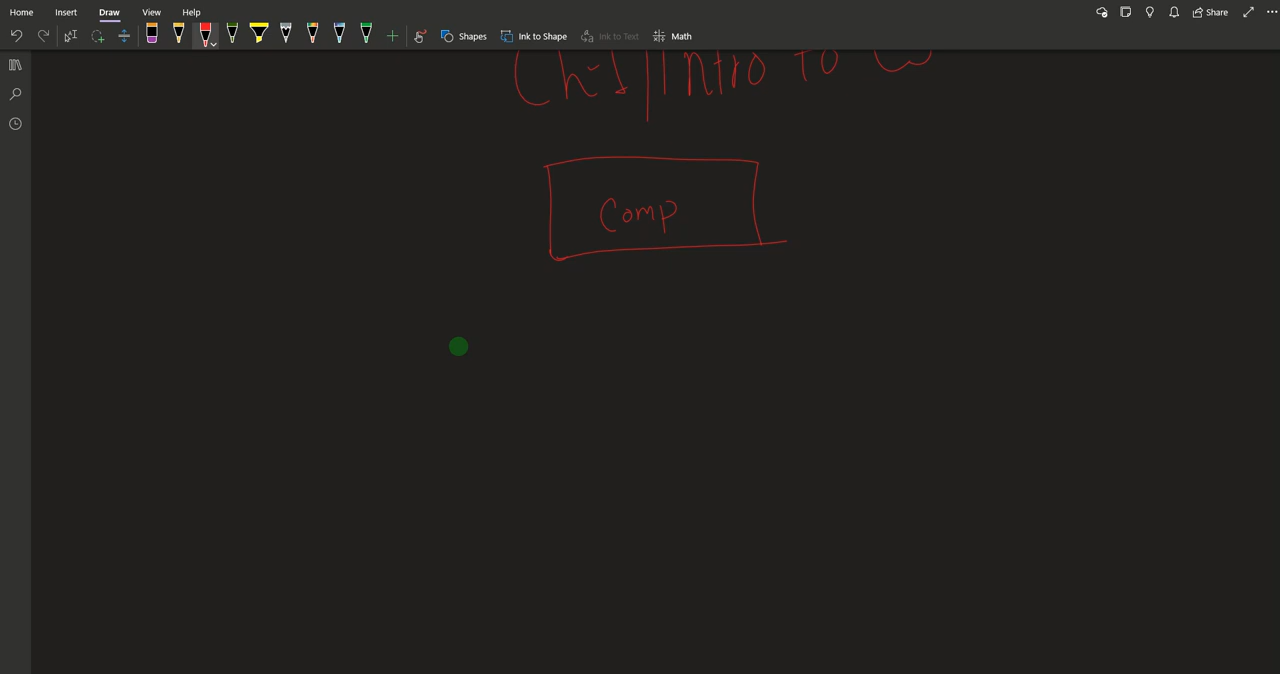 Home Insert Draw View Help Share
Shapes Ink to Shape Ink to Text Math
Ch-1 | Intro to
Comp